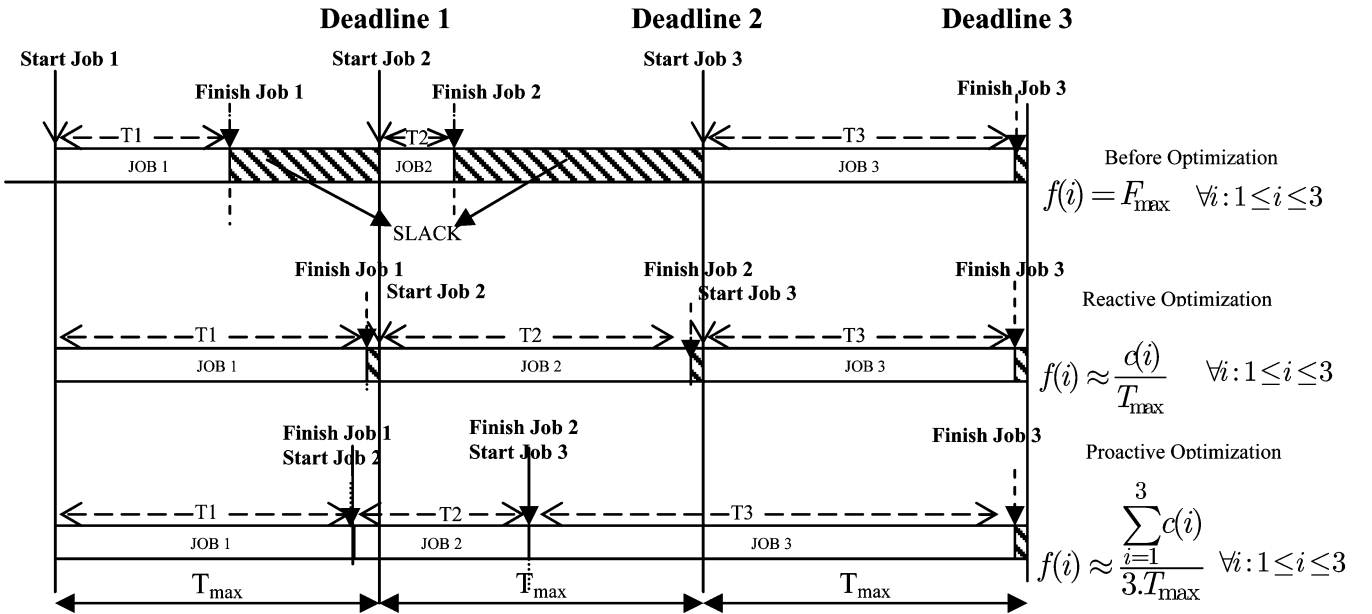 Deadline 1 Deadline 2 Deadline 3
Start Job 1 Start Job 2 Start Job 3
Finish Job 1 Finish Job 2 Finish Job 3
T1 T2 T3
JOB 1 JOB2 JOB 3
Before Optimization
f(i) = F_max ∀i : 1 ≤ i ≤ 3
SLACK
Finish Job 1 Finish Job 2 Finish Job 3
Start Job 2 Start Job 3
Reactive Optimization
T1 T2 T3
JOB 1 JOB 2 JOB 3
f(i) ≈ c(i) / T_max ∀i : 1 ≤ i ≤ 3
Finish Job 1 Finish Job 2 Finish Job 3
Start Job 2 Start Job 3
Proactive Optimization
T1 T2 T3
JOB 1 JOB 2 JOB 3
f(i) ≈ ∑_{i=1}^{3} c(i) / 3.T_max ∀i : 1 ≤ i ≤ 3
T_max T_max T_max